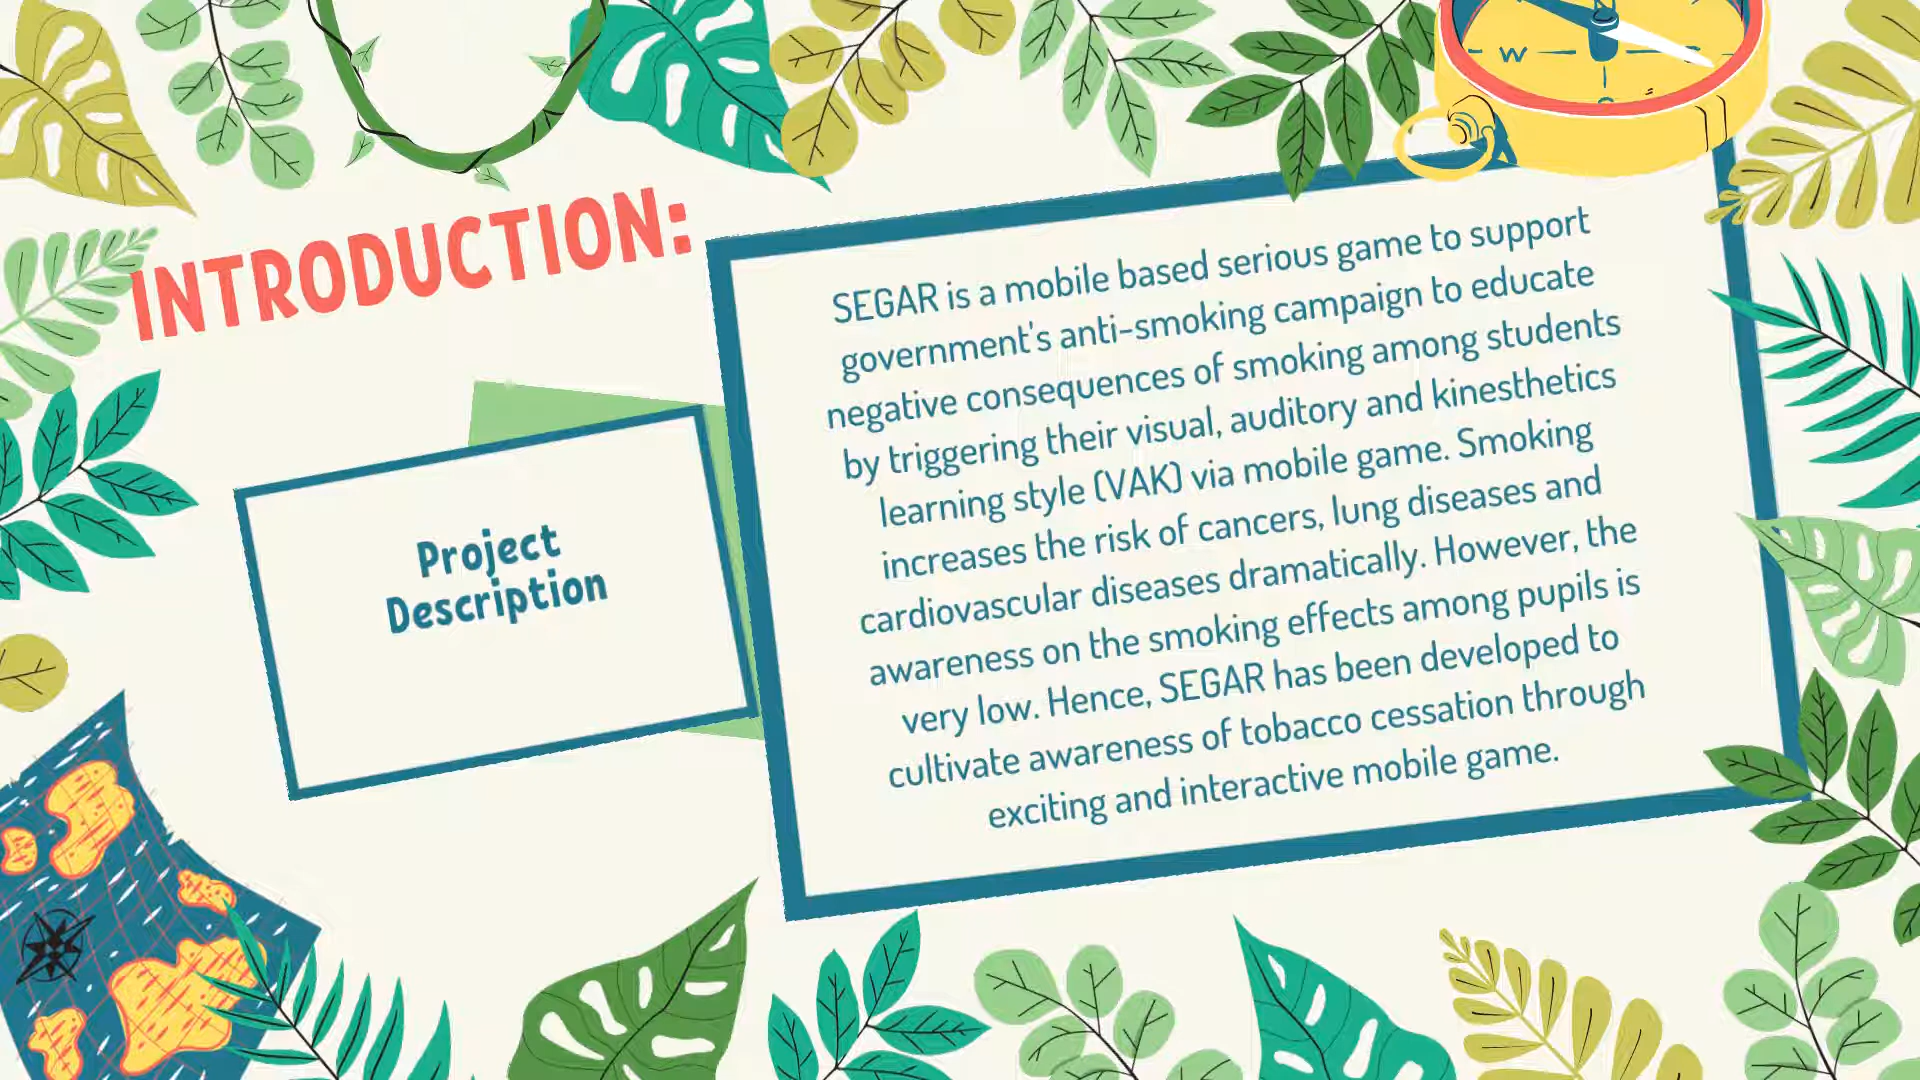 W
INTRODUCTION:
Project
Description
SEGAR is a mobile based serious game to support
government's anti-smoking campaign to educate
negative consequences of smoking among students
by triggering their visual, auditory and kinesthetics
learning style (VAK) via mobile game. Smoking
increases the risk of cancers, lung diseases and
cardiovascular diseases dramatically. However, the
awareness on the smoking effects among pupils is
very low. Hence, SEGAR has been developed to
cultivate awareness of tobacco cessation through
exciting and interactive mobile game.